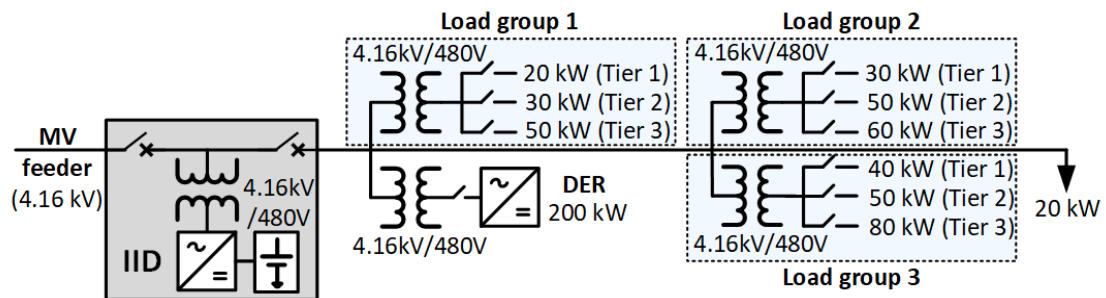 Load group 1
4.16kV/480V
20 kW (Tier 1)
30 kW (Tier 2)
50 kW (Tier 3)
Load group 2
4.16kV/480V
30 kW (Tier 1)
50 kW (Tier 2)
60 kW (Tier 3)
MV
feeder
(4.16 kV)
4.16kV
/480V
IID
DER
200 kW
4.16kV/480V
40 kW (Tier 1)
50 kW (Tier 2)
80 kW (Tier 3)
4.16kV/480V
Load group 3
20 kW